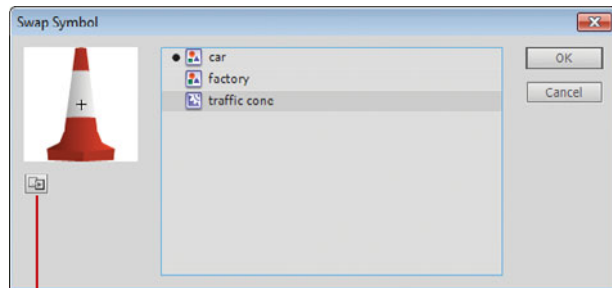 Swap Symbol
car
factory
traffic cone
OK
Cancel